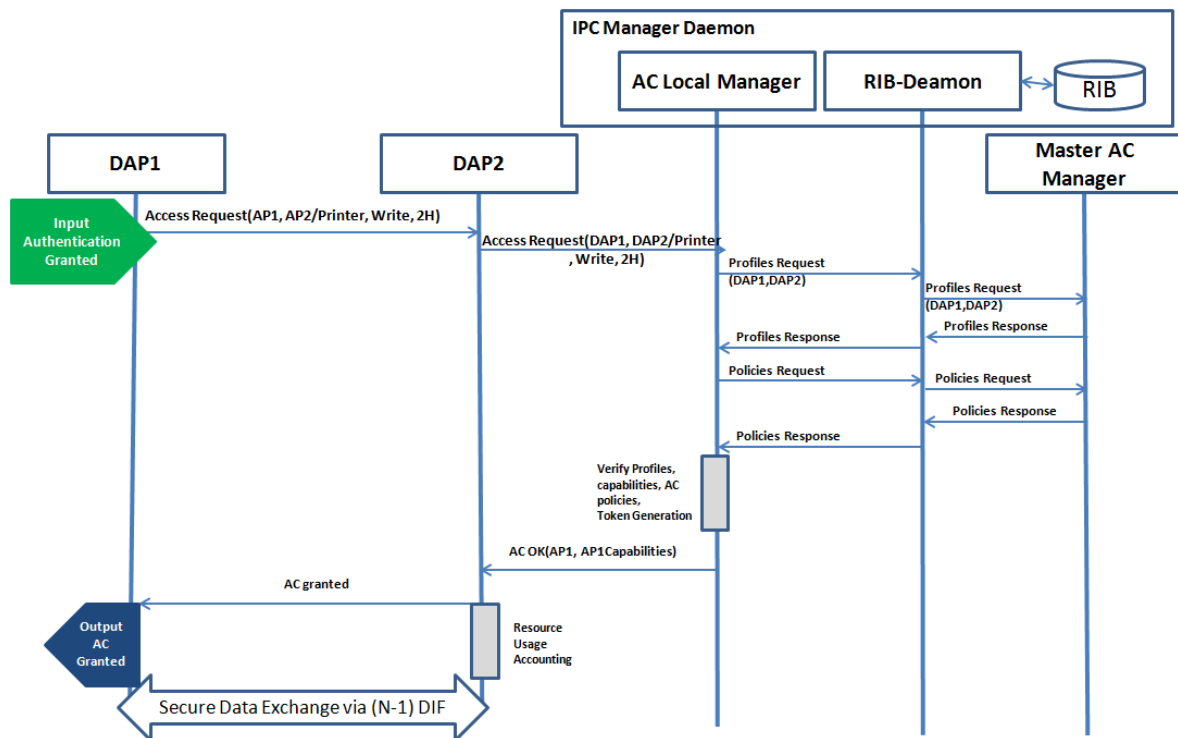 IPC Manager Daemon
AC Local Manager
RIB-Deamon
RIB
DAP1
DAP2
Master AC
Manager
Input
Authentication
Granted
Access Request(AP1, AP2/Printer, Write, 2H)
Access Request(DAP1, DAP2/Printer
, Write, 2H)
Profiles Request
(DAP1,DAP2)
Profiles Request
(DAP1,DAP2)
Profiles Response
Profiles Response
Policies Request
Policies Request
Policies Response
Policies Response
Verify Profiles,
capabilities, AC
policies,
Token Generation
AC OK(AP1, AP1Capabilities)
AC granted
Output
AC
Granted
Resource
Usage
Accounting
Secure Data Exchange via (N-1) DIF